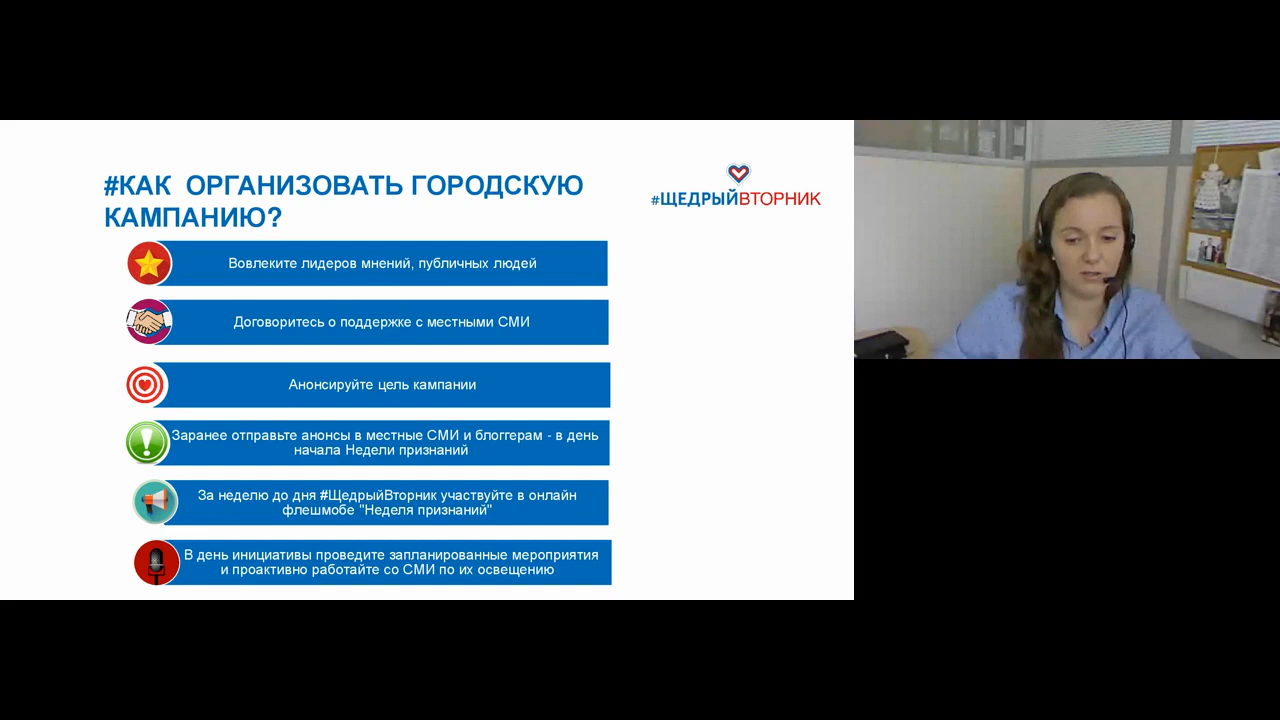 #КАК ОРГАНИЗОВАТЬ ГОРОДСКУЮ
КАМПАНИЮ?
#ЩЕДРЫЙВТОРНИК
Вовлеките лидеров мнений, публичных людей
Договоритесь о поддержке с местными СМИ
Анонсируйте цель кампании
Заранее отправьте анонсы в местные СМИ и блоггерам - в день
начала Недели признаний
За неделю до дня #ЩедрыйВторник участвуйте в онлайн
флешмобе "Неделя признаний"
В день инициативы проведите запланированные мероприятия
и проактивно работайте со СМИ по их освещению